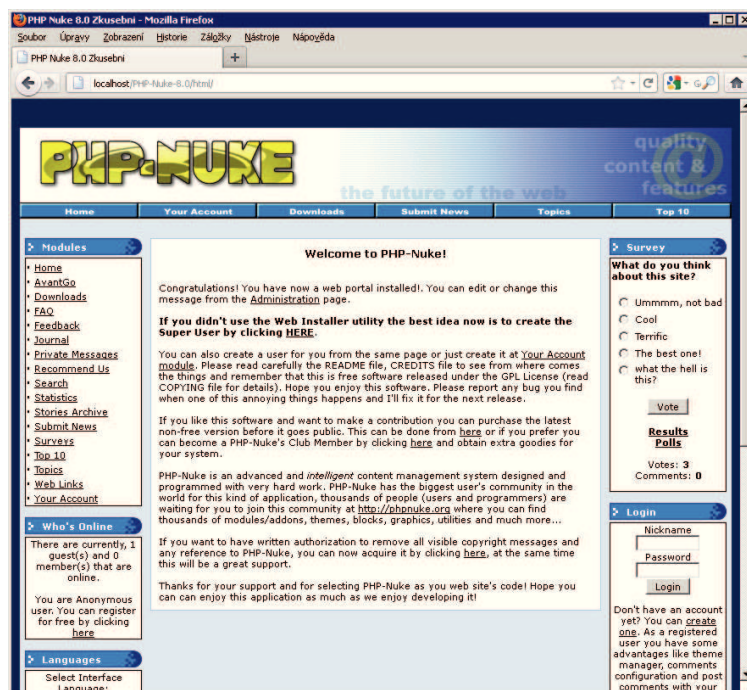 PHP Nuke 8.0 Zkusebni - Mozilla Firefox
Soubor Úpravy Zobrazení Historie Záložky Nástroje Nápověda
PHP Nuke 8.0 Zkusebni
localhost/PHP-Nuke-8.0/html/
PHP-NUKE
the future of the web
quality
content &
features
Home Your Account Downloads Submit News Topics Top 10
Modules
Home
AvantGo
Downloads
FAQ
Feedback
Journal
Private Messages
Recommend Us
Search
Statistics
Stories Archive
Submit News
Surveys
Top 10
Topics
Web Links
Your Account
Who's Online
There are currently, 1
guest(s) and 0
member(s) that are
online.
You are Anonymous
user. You can register
for free by clicking
here
Languages
Select Interface
Language:
Welcome to PHP-Nuke!
Congratulations! You have now a web portal installed!. You can edit or change this
message from the Administration page.
If you didn't use the Web Installer utility the best idea now is to create the
Super User by clicking HERE.
You can also create a user for you from the same page or just create it at Your Account
module. Please read carefully the README file, CREDITS file to see from where comes
the things and remember that this is free software released under the GPL License (read
COPYING file for details). Hope you enjoy this software. Please report any bug you find
when one of this annoying things happens and I'll fix it for the next release.
If you like this software and want to make a contribution you can purchase the latest
non-free version before it goes public. This can be done from here or if you prefer you
can become a PHP-Nuke's Club Member by clicking here and obtain extra goodies for
your system.
PHP-Nuke is an advanced and intelligent content management system designed and
programmed with very hard work. PHP-Nuke has the biggest user's community in the
world for this kind of application, thousands of people (users and programmers) are
waiting for you to join this community at http://phpnuke.org where you can find
thousands of modules/addons, themes, blocks, graphics, utilities and much more...
If you want to have written authorization to remove all visible copyright messages and
any reference to PHP-Nuke, you can now acquire it by clicking here, at the same time
this will be a great support.
Thanks for your support and for selecting PHP-Nuke as you web site's code! Hope you
can can enjoy this application as much as we enjoy developing it!
Survey
What do you think
about this site?
Ummmm, not bad
Cool
Terrific
The best one!
what the hell is
this?
Vote
Results
Polls
Votes: 3
Comments: 0
Login
Nickname
Password
Login
Don't have an account
yet? You can create
one. As a registered
user you have some
advantages like theme
manager, comments
configuration and post
comments with your